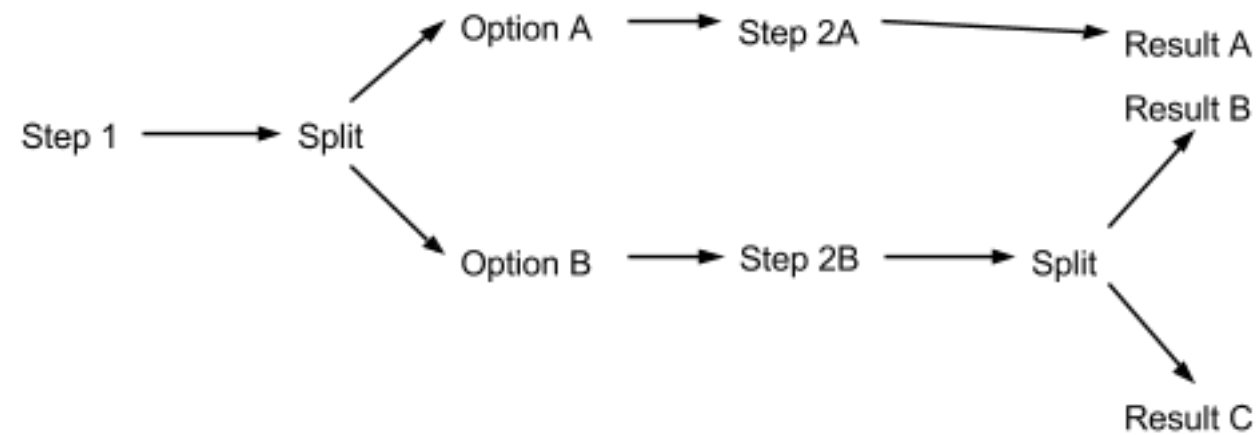 Option A
Step 2A
Result A
Result B
Step 1
Split
Option B
Step 2B
Split
Result C